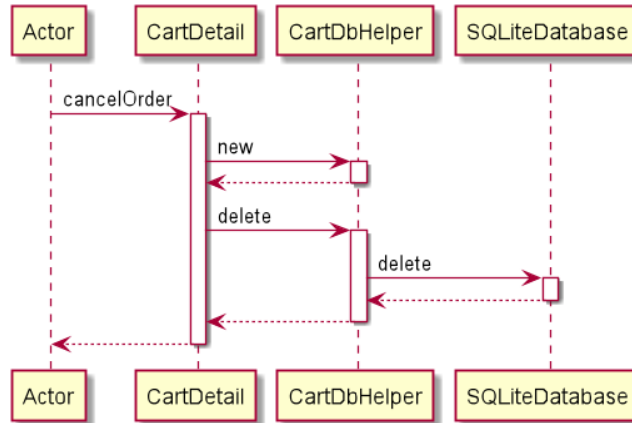 Actor CartDetail CartDbHelper SQLiteDatabase
cancelOrder
new
delete
delete
Actor CartDetail CartDbHelper SQLiteDatabase